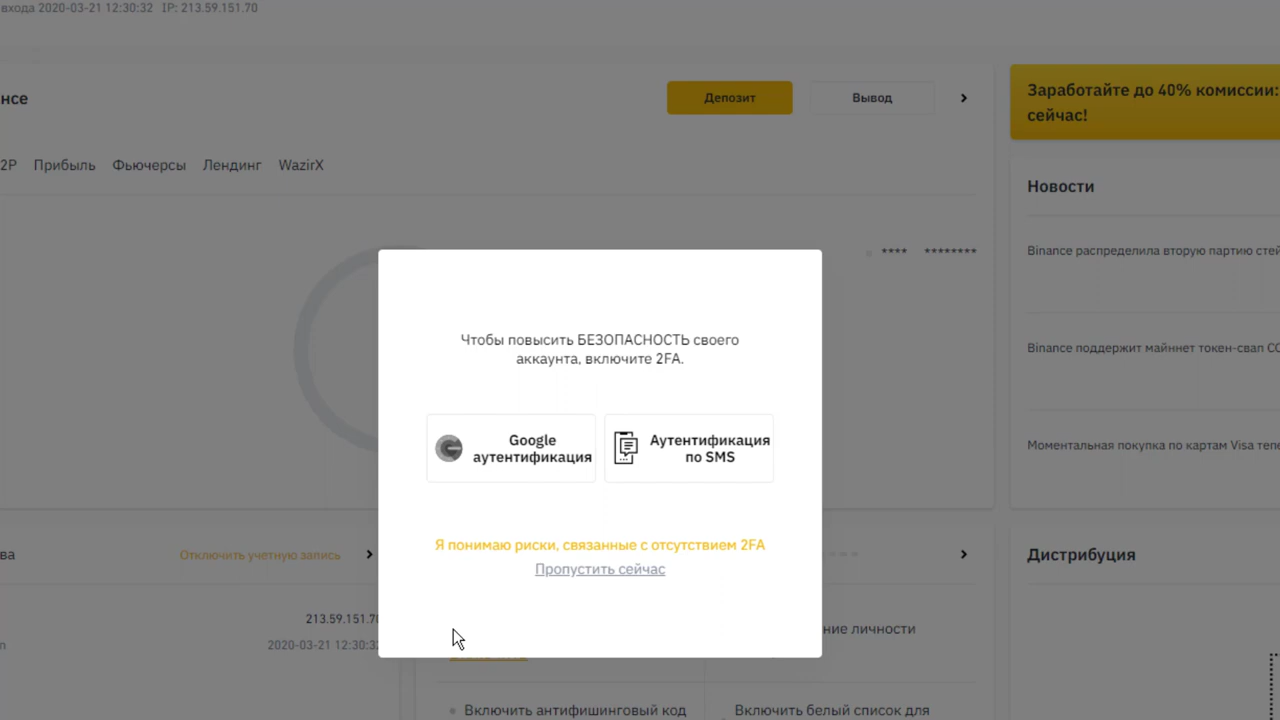 входа 2020-03-21 12:30:32 IP: 213.59.151.70
нсе
Депозит
Вывод
Заработайте до 40% комиссии:
сейчас!
2P Прибыль Фьючерсы Лендинг WazirX
Новости
**** ********
Binance распределила вторую партию стей
Чтобы повысить БЕЗОПАСНОСТЬ своего
аккаунта, включите 2FA.
Binance поддержит майннет токен-свап CO
Google
аутентификация
Аутентификация
по SMS
Моментальная покупка по картам Visa теп
Я понимаю риски, связанные с отсутствием 2FA
Пропустить сейчас
ва
Отключить учетную запись
Дистрибуция
213.59.151.70
n
2020-03-21 12:30:32
ние личности
Включить антифишинговый код
Включить белый список для